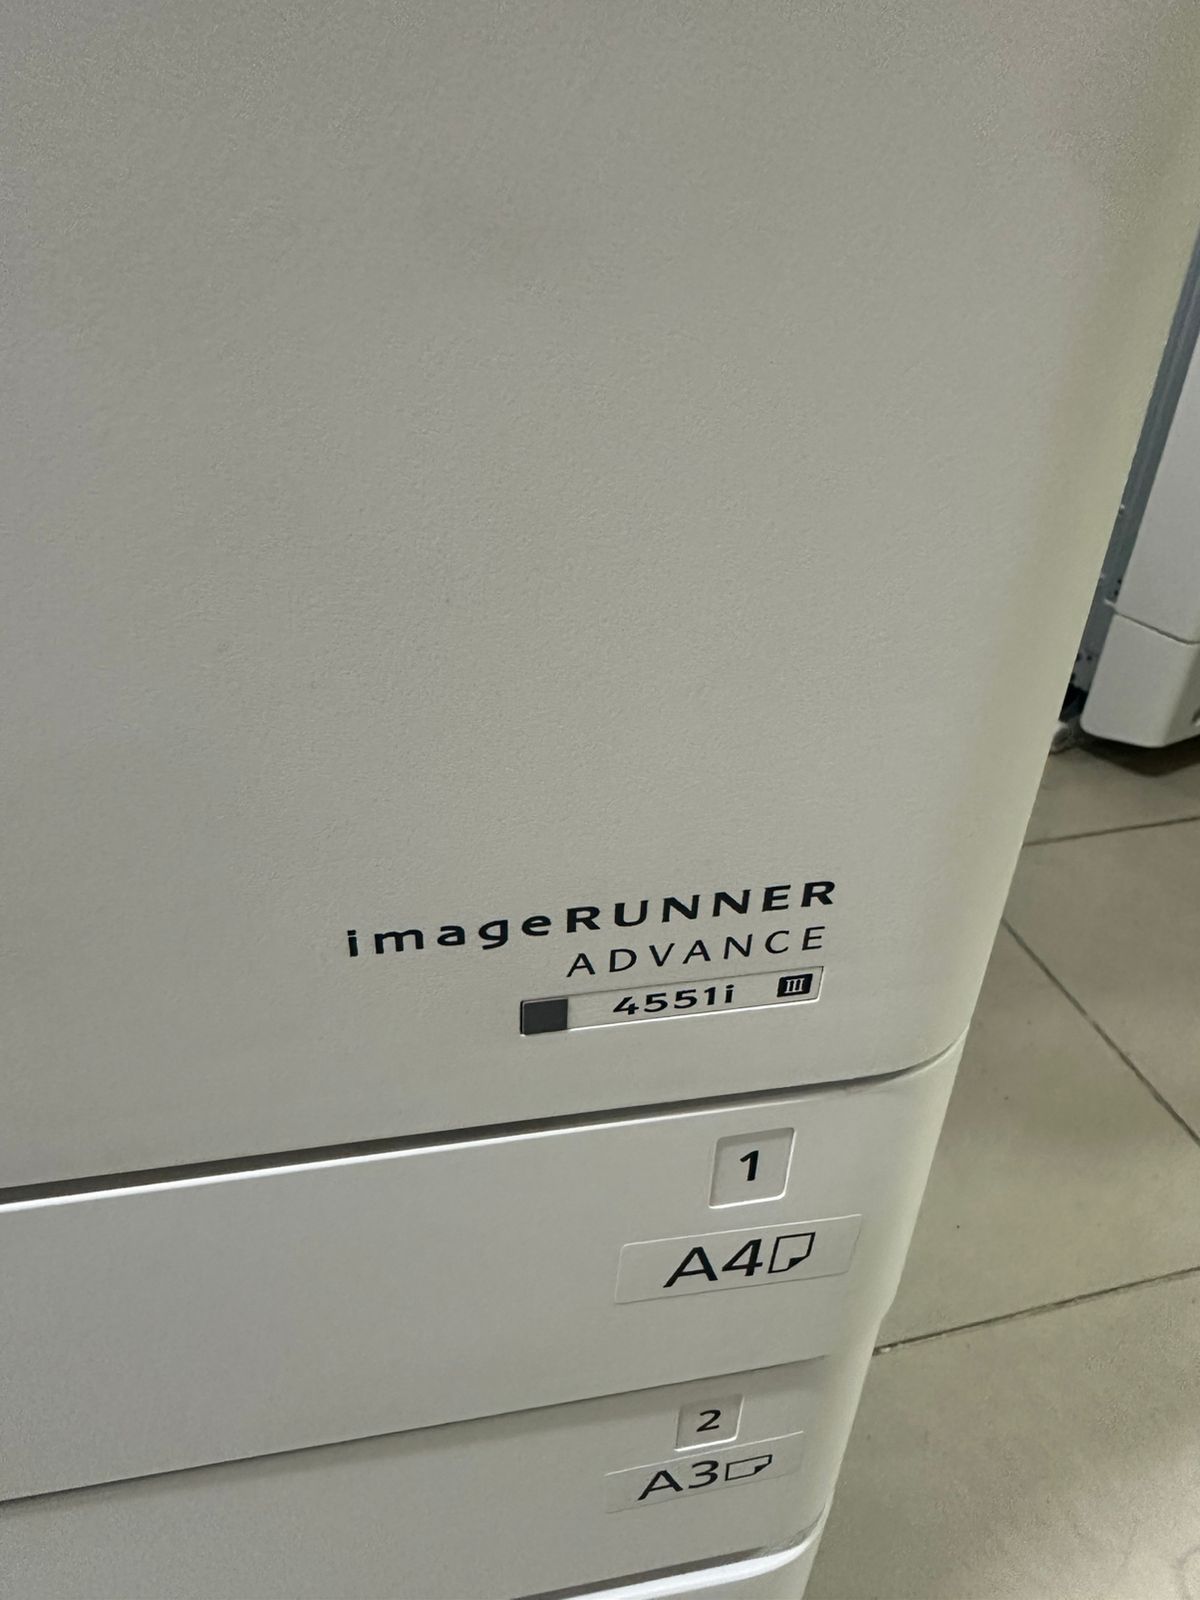 imageRUNNER
ADVANCE
4551i III
1
A4
2
A3